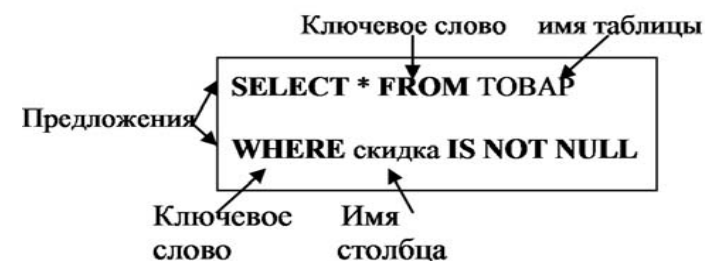 Ключевое слово имя таблицы
SELECT * FROM ТОВАР
Предложения
WHERE скидка IS NOT NULL
Ключевое Имя
слово столбца